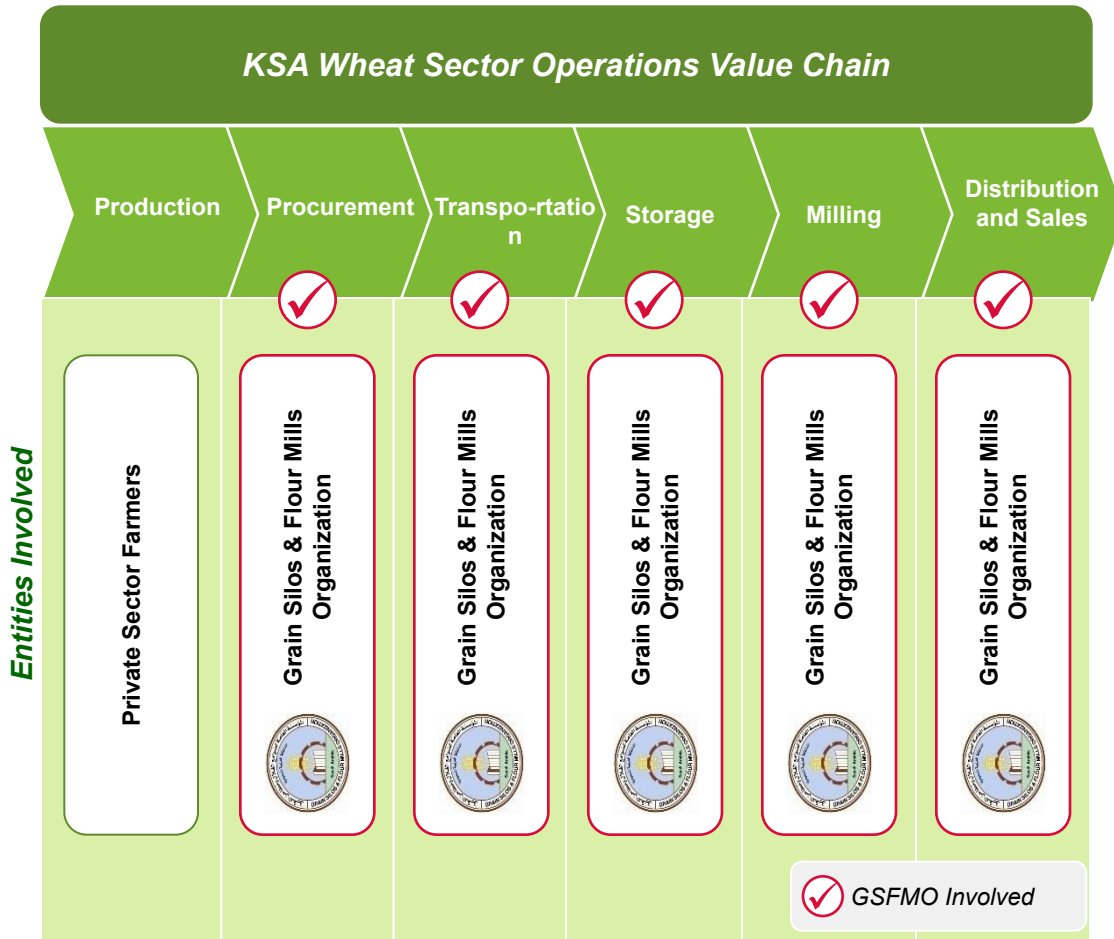 KSA Wheat Sector Operations Value Chain
Production
Procurement
Transpo-rtatio
n
Storage
Milling
Distribution
and Sales
Entities Involved
Private Sector Farmers
Grain Silos & Flour Mills
Organization
Grain Silos & Flour Mills
Organization
Grain Silos & Flour Mills
Organization
Grain Silos & Flour Mills
Organization
Grain Silos & Flour Mills
Organization
GSFMO Involved